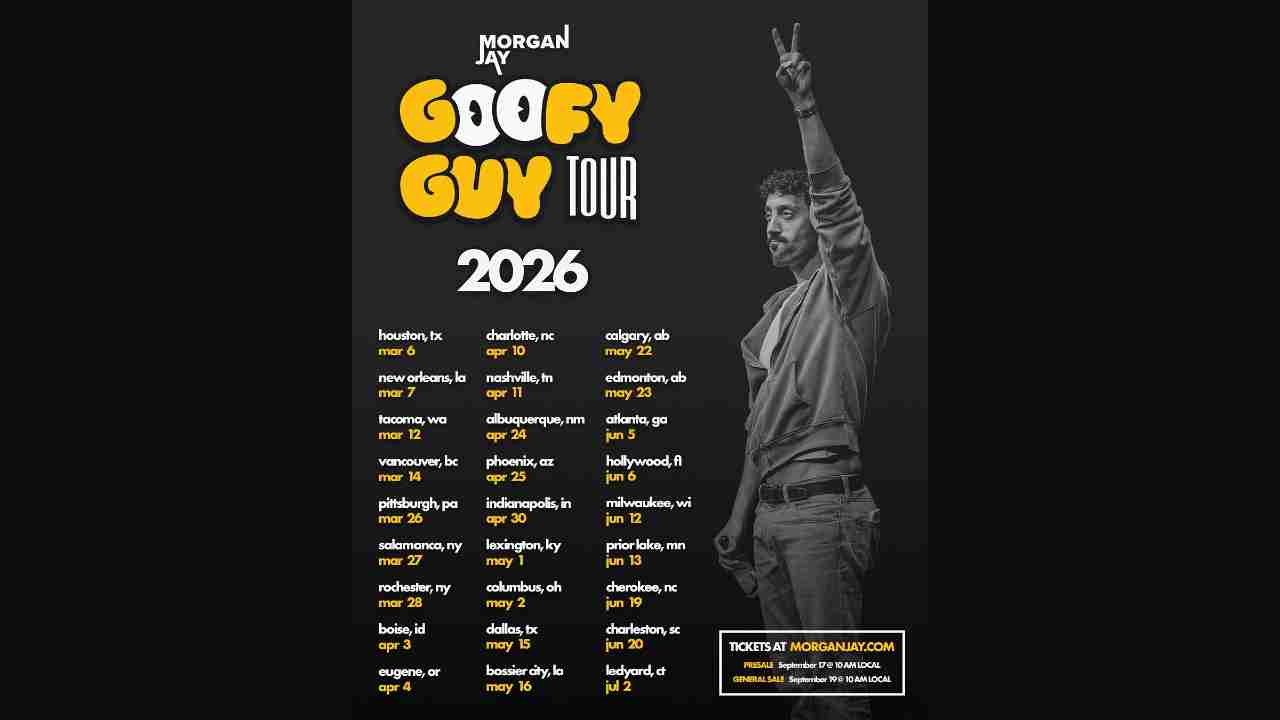 MORGAN
JAY
GOOFY
GUY TOUR
2026
houston, tx
mar 6
new orleans, la
mar 7
tacoma, wa
mar 12
vancouver, bc
mar 14
pittsburgh, pa
mar 26
salamanca, ny
mar 27
rochester, ny
mar 28
boise, id
apr 3
eugene, or
apr 4
charlotte, nc
apr 10
nashville, tn
apr 11
albuquerque, nm
apr 24
phoenix, az
apr 25
indianapolis, in
apr 30
lexington, ky
may 1
columbus, oh
may 2
dallas, tx
may 15
bossier city, la
may 16
calgary, ab
may 22
edmonton, ab
may 23
atlanta, ga
jun 5
hollywood, fl
jun 6
milwaukee, wi
jun 12
prior lake, mn
jun 13
cherokee, nc
jun 19
charleston, sc
jun 20
ledyard, ct
jul 2
TICKETS AT MORGANJAY.COM
PRESALE September 17 @ 10 AM LOCAL
GENERAL SALE September 19 @ 10 AM LOCAL